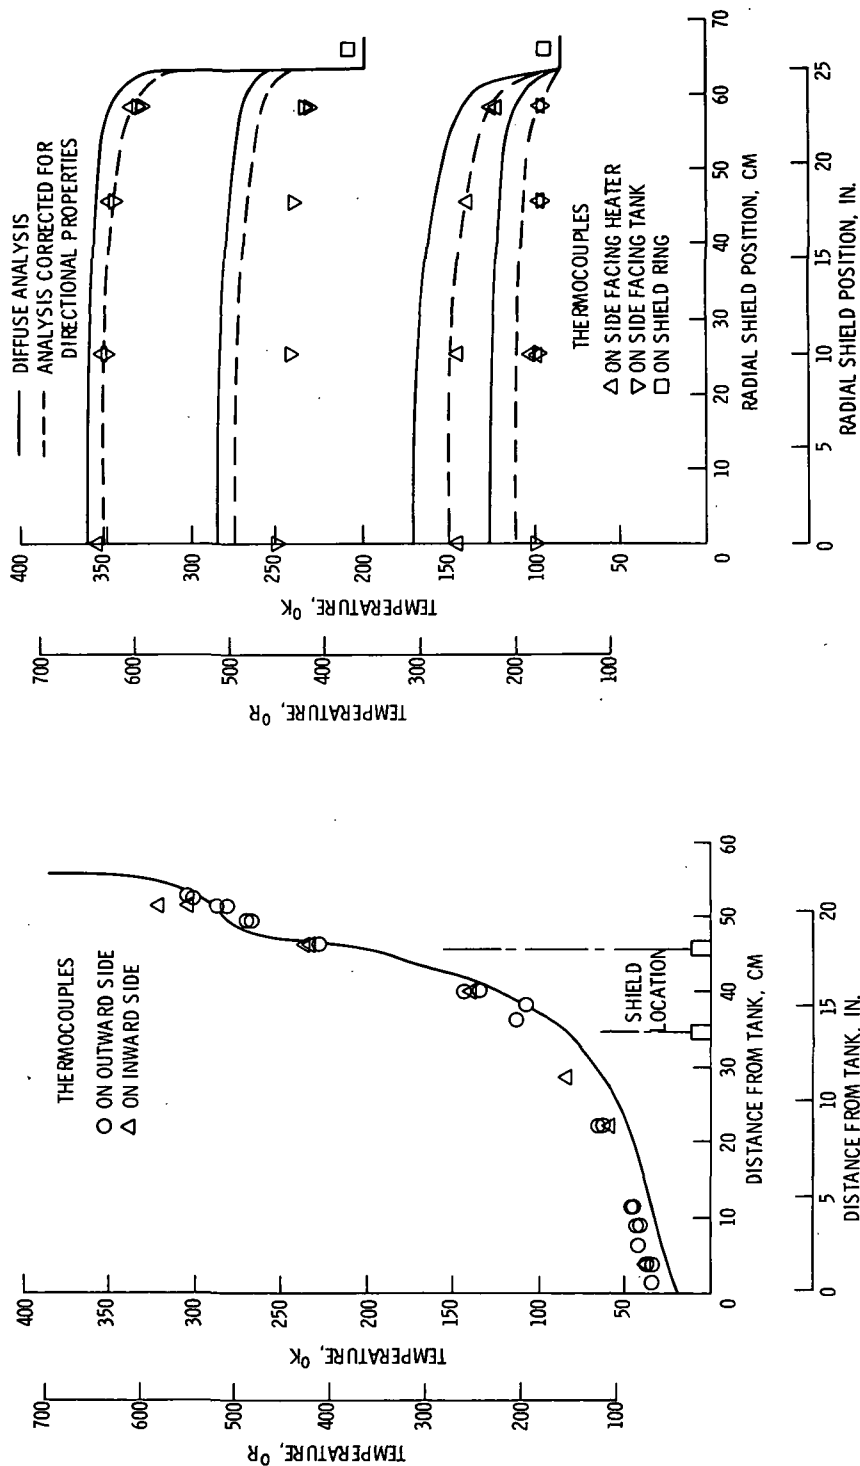 700
600
500
400
300
200
100
TEMPERATURE, °R
400
350
300
250
200
150
100
50
TEMPERATURE, °K
THERMOCOUPLES
○ ON OUTWARD SIDE
△ ON INWARD SIDE
SHIELD
LOCATION
0 10 20 30 40 50 60
DISTANCE FROM TANK, CM
0 5 10 15 20
DISTANCE FROM TANK, IN.
700
600
500
400
300
200
100
TEMPERATURE, °R
400
350
300
250
200
150
100
50
TEMPERATURE, °K
DIFFUSE ANALYSIS
ANALYSIS CORRECTED FOR
DIRECTIONAL PROPERTIES
THERMOCOUPLES
△ ON SIDE FACING HEATER
▽ ON SIDE FACING TANK
□ ON SHIELD RING
0 10 20 30 40 50 60 70
RADIAL SHIELD POSITION, CM
0 5 10 15 20 25
RADIAL SHIELD POSITION, IN.